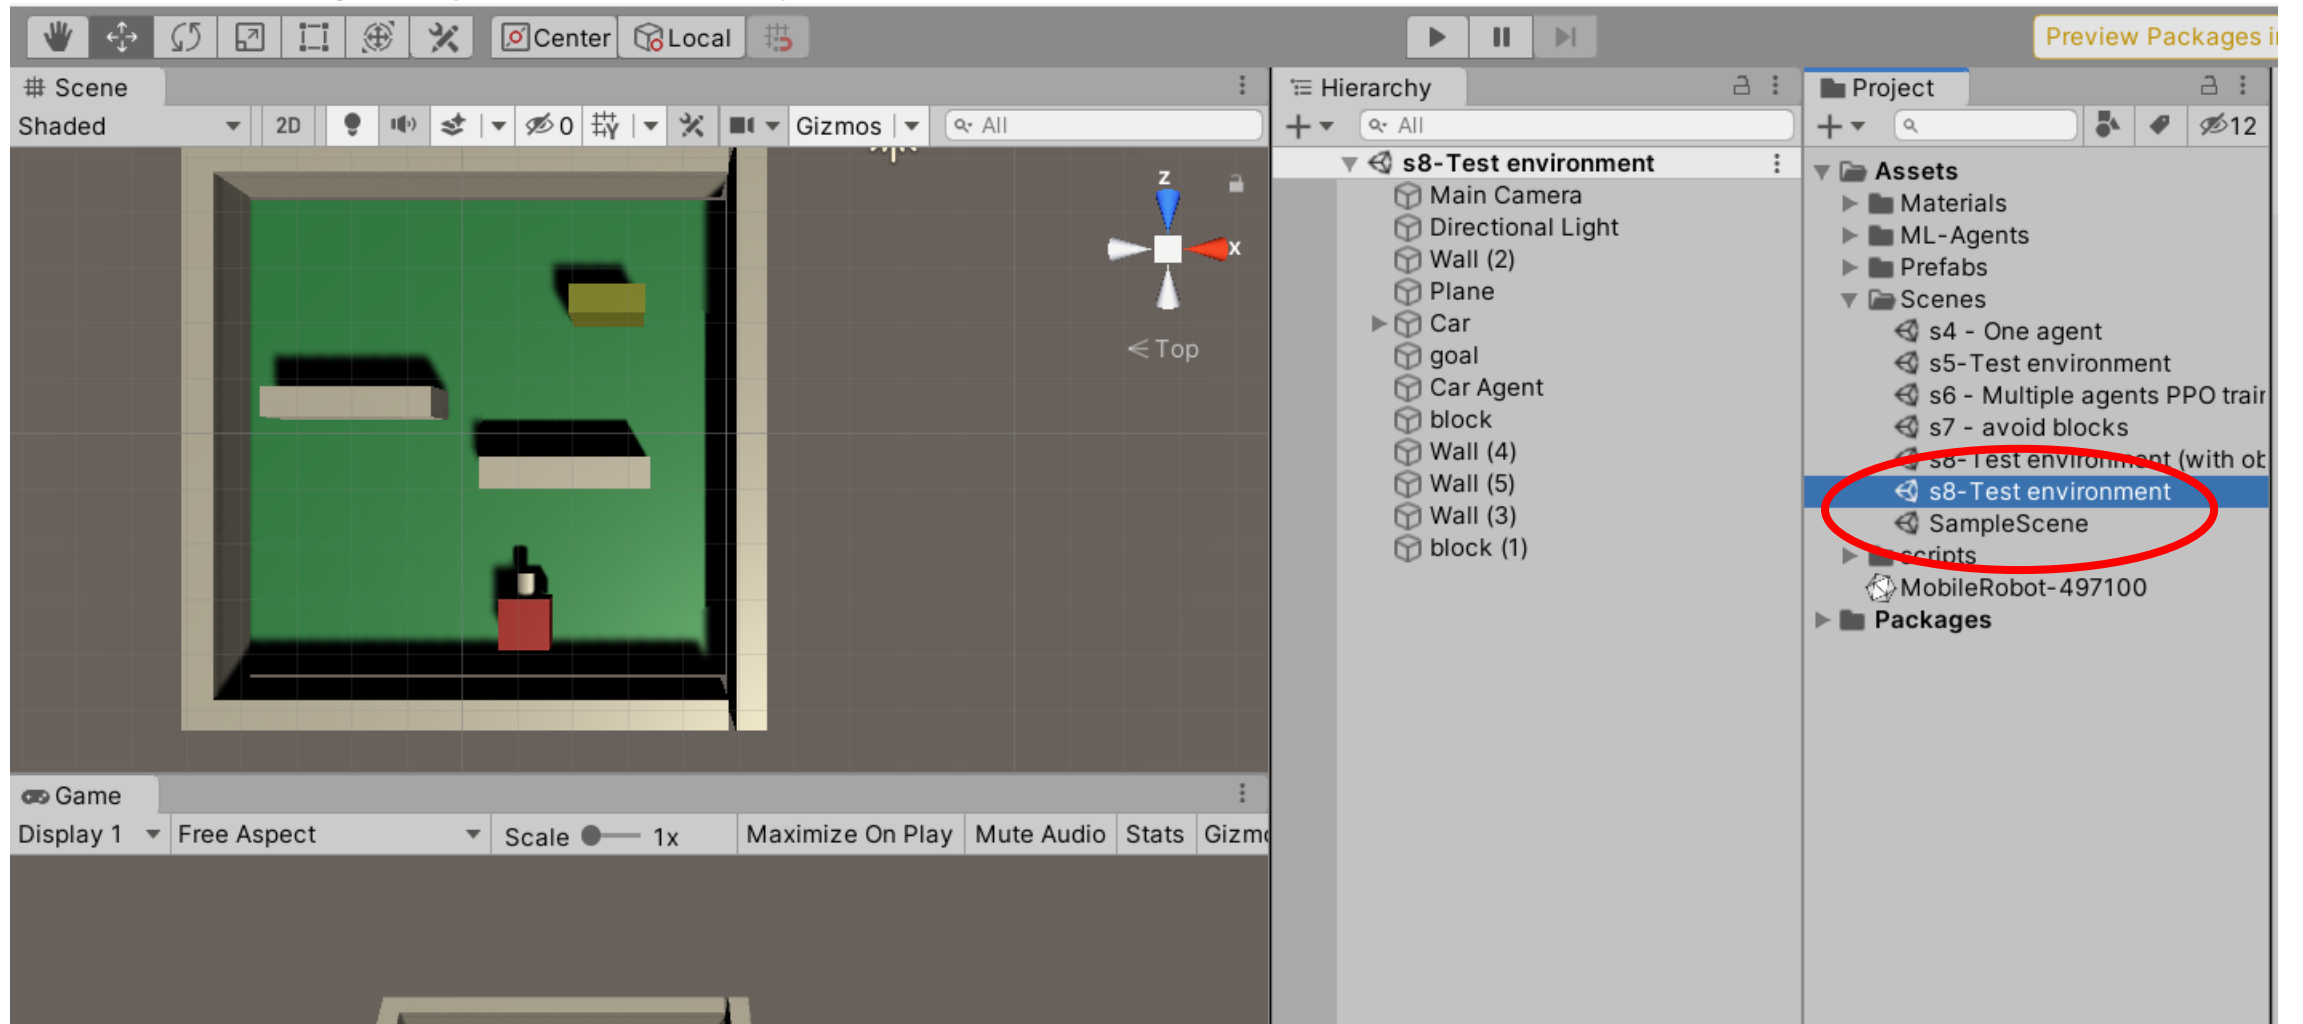 Center Local
Preview Packages i
Scene
Shaded 2D 0 Gizmos All
z
x
Top
Game
Display 1 Free Aspect Scale 1x Maximize On Play Mute Audio Stats Gizm
Hierarchy
All
s8-Test environment
Main Camera
Directional Light
Wall (2)
Plane
Car
goal
Car Agent
block
Wall (4)
Wall (5)
Wall (3)
block (1)
Project
12
Assets
Materials
ML-Agents
Prefabs
Scenes
s4 - One agent
s5-Test environment
s6 - Multiple agents PPO trair
s7 - avoid blocks
s8-Test environment (with ob
s8-Test environment
SampleScene
scripts
MobileRobot-497100
Packages